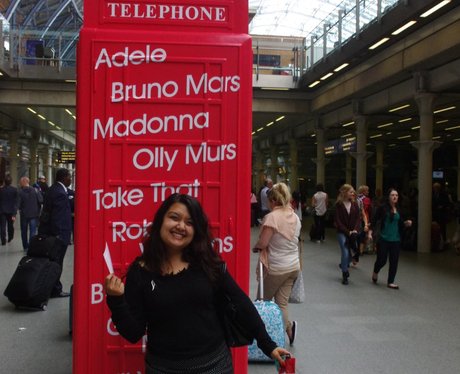 TELEPHONE
Adele
Bruno Mars
Madonna
Olly Murs
Take That